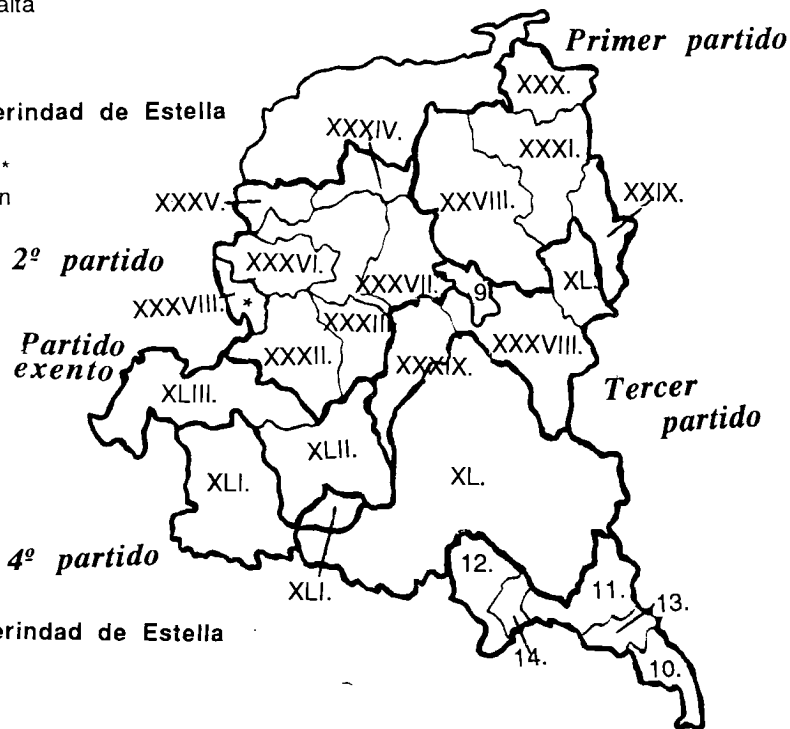 alta
Primer partido
XXX.
erindad de Estella
XXXIV.
XXXI.
*
n
XXXV.
XXVIII.
XXIX.
2º partido
XXXVI.
XXXVII.
9.
XL.
XXXVIII. *
XXXIII.
XXXVIII.
Partido
exento
XXXII.
XXXIX.
XLIII.
Tercer
partido
XLII.
XLI.
XL.
4º partido
12.
XLI.
11.
13.
erindad de Estella
14.
10.